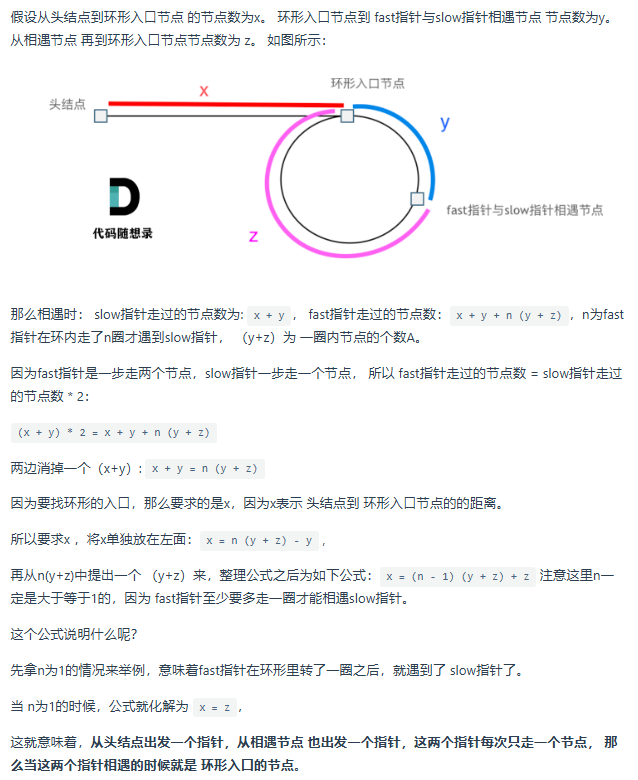 假设从头结点到环形入口节点 的节点数为x。 环形入口节点到 fast指针与slow指针相遇节点 节点数为y。
从相遇节点 再到环形入口节点节点数为 z。 如图所示：
环形入口节点
x
头结点
y
fast指针与slow指针相遇节点
D
代码随想录
z
那么相遇时： slow指针走过的节点数为: x + y ， fast指针走过的节点数： x + y + n (y + z) ，n为fast
指针在环内走了n圈才遇到slow指针， （y+z）为 一圈内节点的个数A。
因为fast指针是一步走两个节点，slow指针一步走一个节点， 所以 fast指针走过的节点数 = slow指针走过
的节点数 * 2：
(x + y) * 2 = x + y + n (y + z)
两边消掉一个（x+y）: x + y = n (y + z)
因为要找环形的入口，那么要求的是x，因为x表示 头结点到 环形入口节点的的距离。
所以要求x ，将x单独放在左面： x = n (y + z) - y ,
再从n(y+z)中提出一个 （y+z）来，整理公式之后为如下公式： x = (n - 1) (y + z) + z 注意这里n一
定是大于等于1的，因为 fast指针至少要多走一圈才能相遇slow指针。
这个公式说明什么呢？
先拿n为1的情况来举例，意味着fast指针在环形里转了一圈之后，就遇到了 slow指针了。
当 n为1的时候，公式就化解为 x = z ，
这就意味着，从头结点出发一个指针，从相遇节点 也出发一个指针，这两个指针每次只走一个节点， 那
么当这两个指针相遇的时候就是 环形入口的节点。